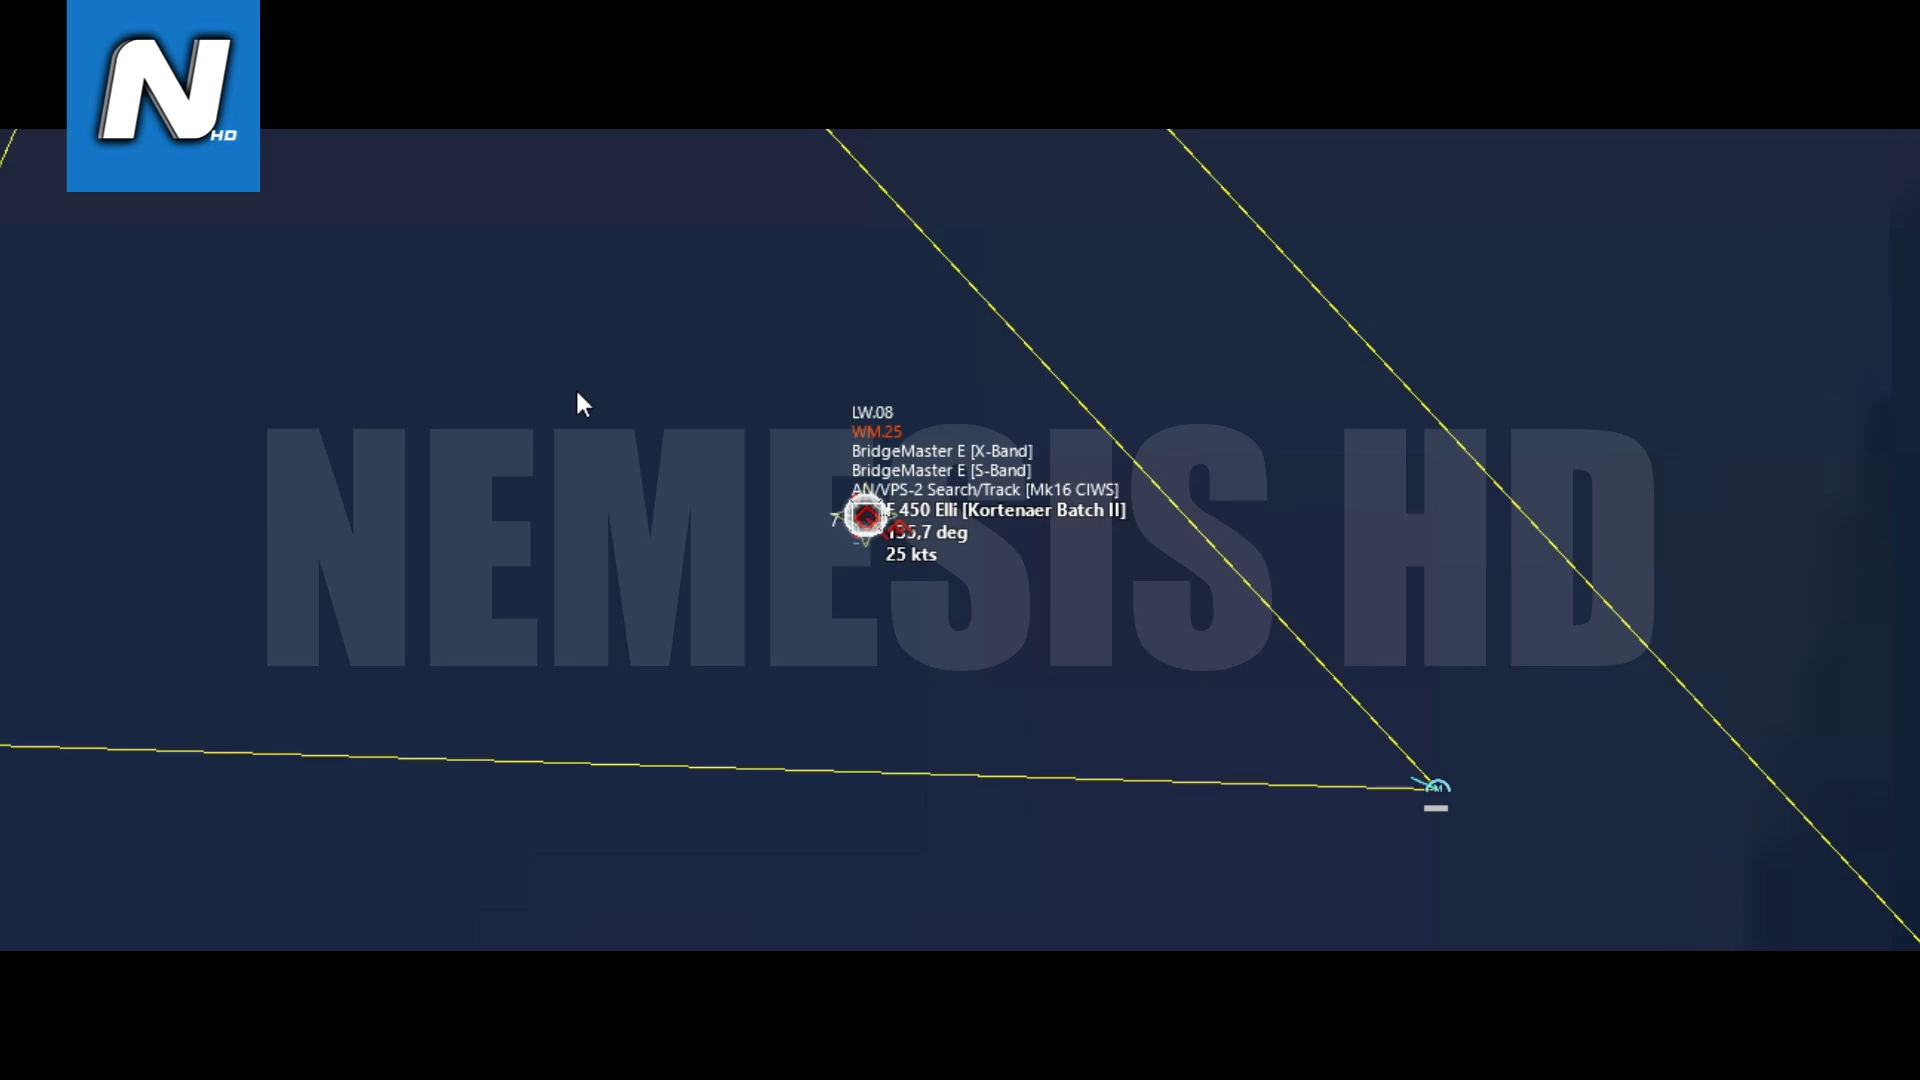 N
HD
LW.08
WM.25
BridgeMaster E [X-Band]
BridgeMaster E [S-Band]
AN/VPS-2 Search/Track [Mk16 CIWS]
F 450 Elli [Kortenaer Batch II]
deg
25 kts
NEMESIS HD
7